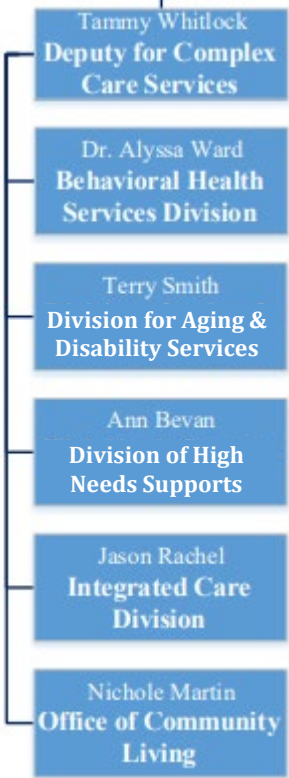 Tammy Whitlock
Deputy for Complex
Care Services
Dr. Alyssa Ward
Behavioral Health
Services Division
Terry Smith
Division for Aging &
Disability Services
Ann Bevan
Division of High
Needs Supports
Jason Rachel
Integrated Care
Division
Nichole Martin
Office of Community
Living